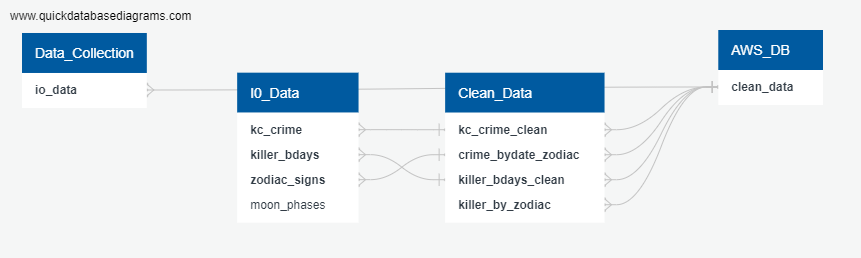 www.quickdatabasediagrams.com
Data_Collection
io_data
I0_Data
kc_crime
killer_bdays
zodiac_signs
moon_phases
Clean_Data
kc_crime_clean
crime_bydate_zodiac
killer_bdays_clean
killer_by_zodiac
AWS_DB
clean_data